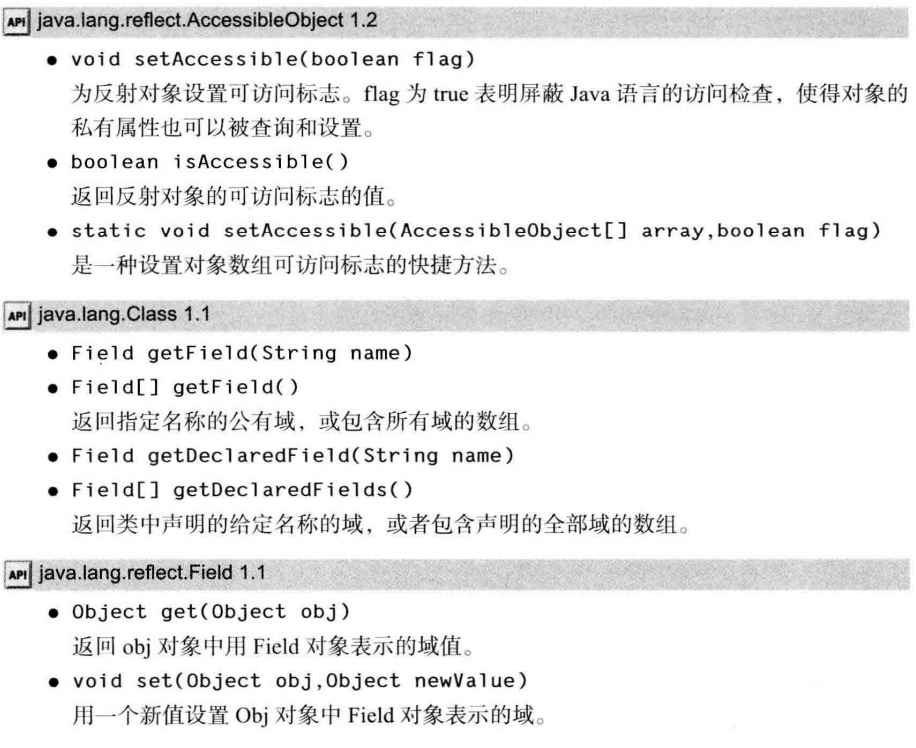 API java.lang.reflect.AccessibleObject 1.2
● void setAccessible(boolean flag)
为反射对象设置可访问标志。flag 为 true 表明屏蔽 Java 语言的访问检查，使得对象的
私有属性也可以被查询和设置。
● boolean isAccessible()
返回反射对象的可访问标志的值。
● static void setAccessible(AccessibleObject[] array,boolean flag)
是一种设置对象数组可访问标志的快捷方法。
API java.lang.Class 1.1
● Field getField(String name)
● Field[] getField()
返回指定名称的公有域，或包含所有域的数组。
● Field getDeclaredField(String name)
● Field[] getDeclaredFields()
返回类中声明的给定名称的域，或者包含声明的全部域的数组。
API java.lang.reflect.Field 1.1
● Object get(Object obj)
返回 obj 对象中用 Field 对象表示的域值。
● void set(Object obj,Object newValue)
用一个新值设置 Obj 对象中 Field 对象表示的域。